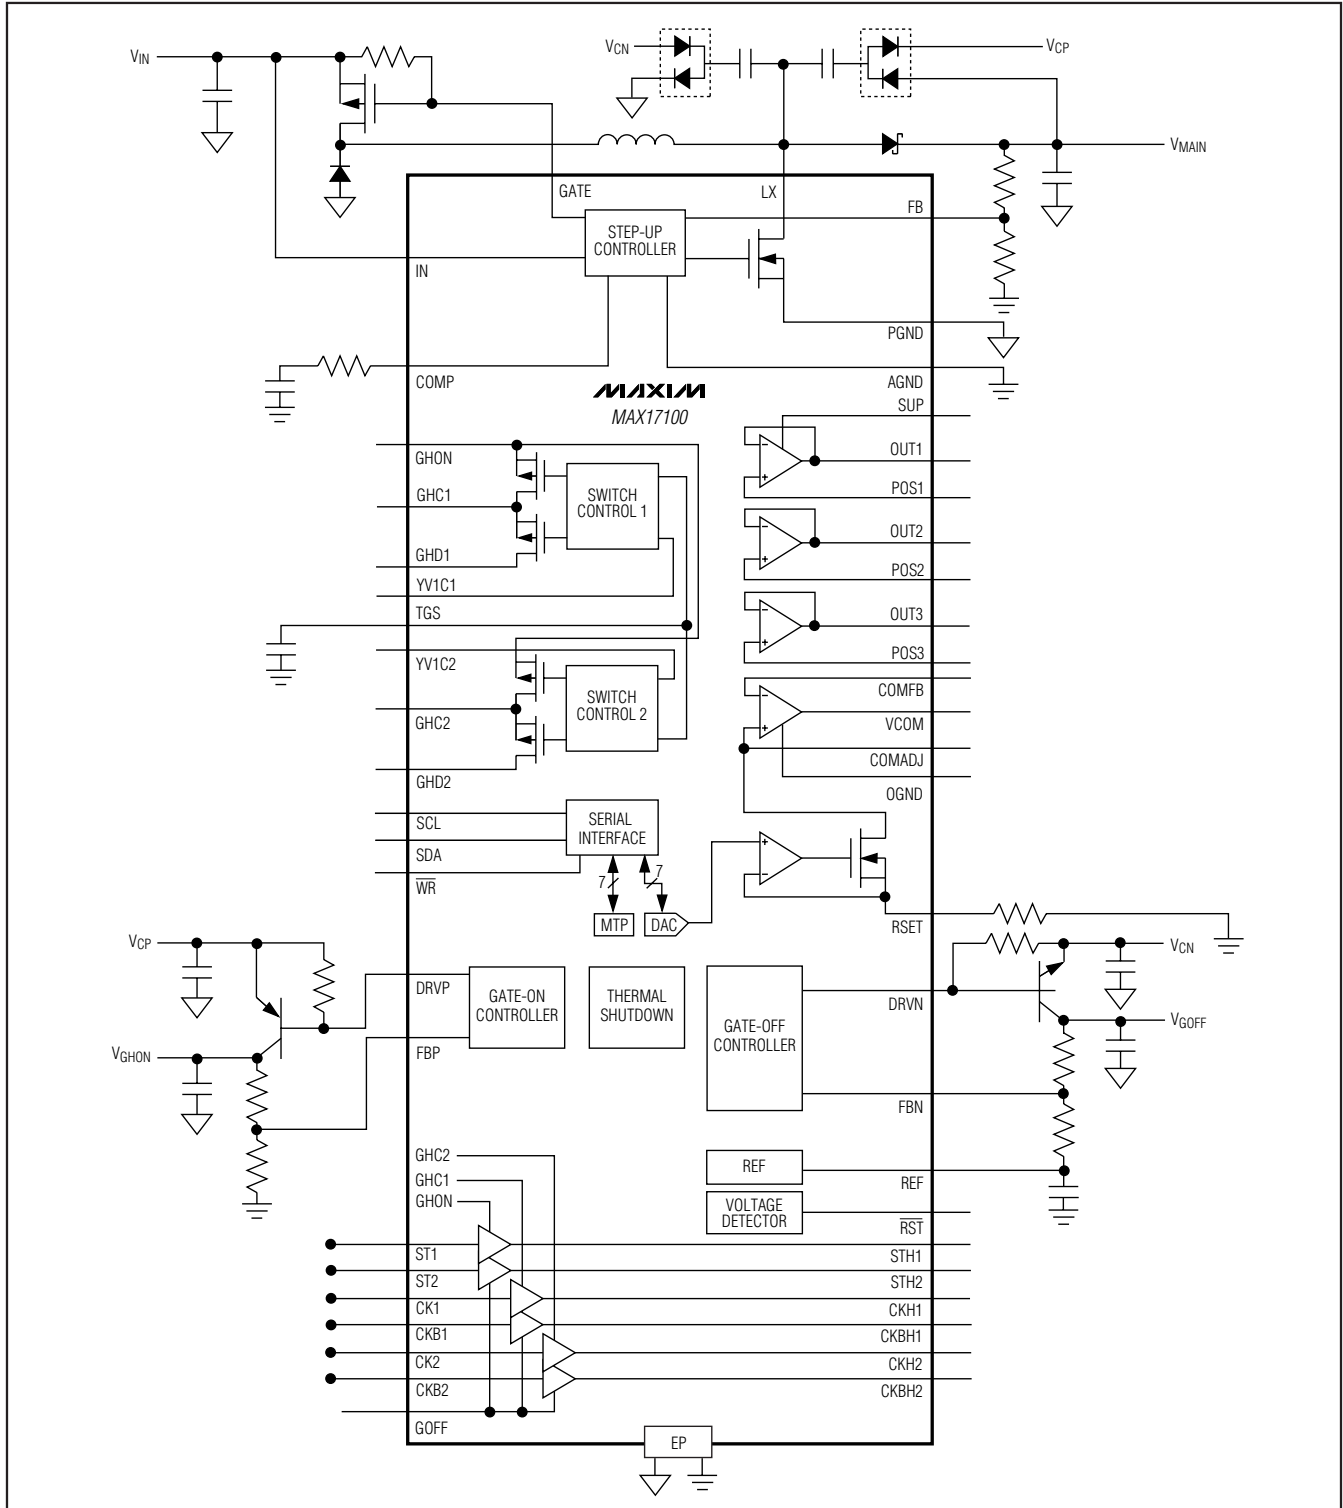 VIN
VCN
VCP
VMAIN
GATE
LX
FB
STEP-UP
CONTROLLER
IN
PGND
COMP
AGND
MAXIM
MAX17100
SUP
GHON
OUT1
GHC1
SWITCH
CONTROL 1
POS1
OUT2
GHD1
POS2
YV1C1
TGS
OUT3
YV1C2
POS3
COMFB
SWITCH
CONTROL 2
GHC2
VCOM
COMADJ
GHD2
OGND
SCL
SERIAL
INTERFACE
SDA
WR
7
7
MTP
DAC
RSET
VCP
VCN
DRVP
GATE-ON
CONTROLLER
THERMAL
SHUTDOWN
GATE-OFF
CONTROLLER
DRVN
VGOFF
VGHON
FBP
FBN
GHC2
REF
GHC1
REF
GHON
VOLTAGE
DETECTOR
RST
ST1
STH1
ST2
STH2
CK1
CKH1
CKB1
CKBH1
CK2
CKH2
CKB2
CKBH2
GOFF
EP